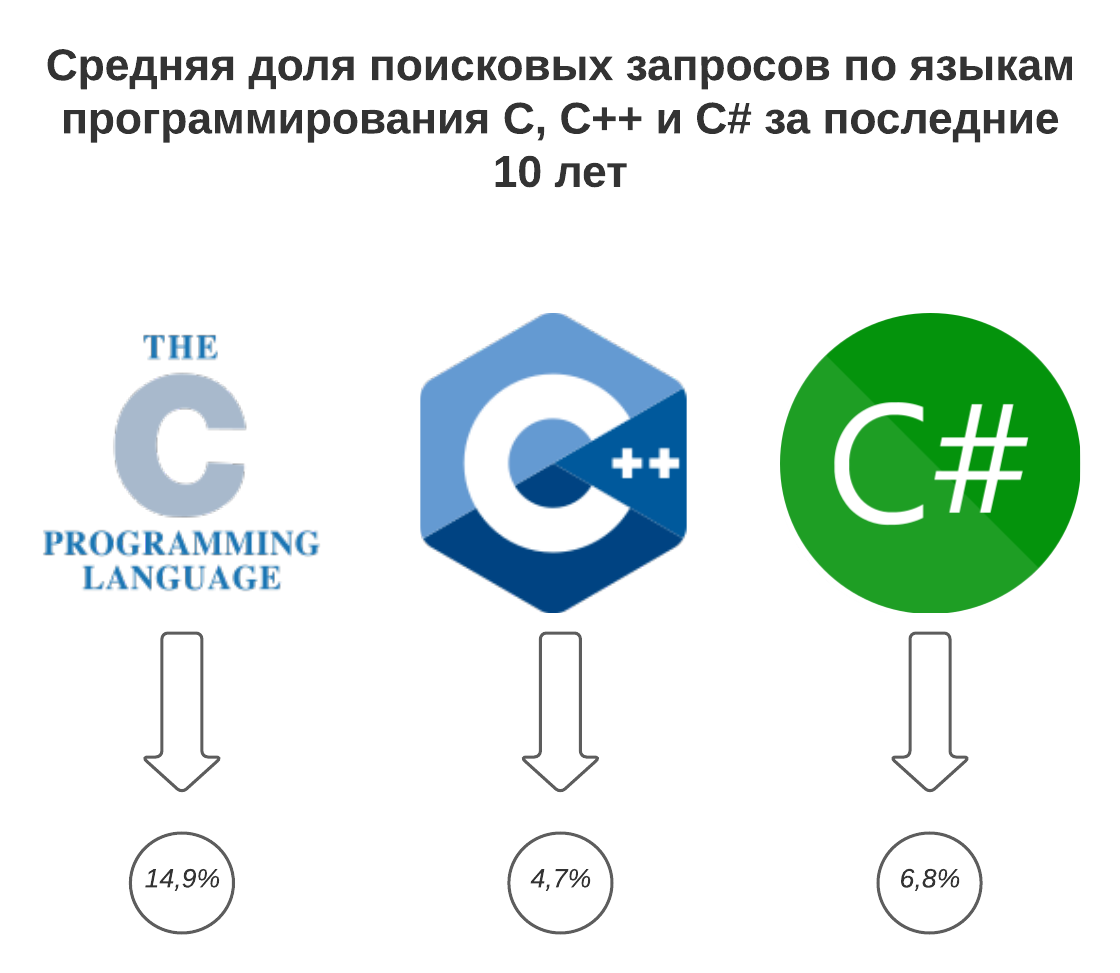 Средняя доля поисковых запросов по языкам
программирования C, C++ и C# за последние
10 лет
THE
C
PROGRAMMING
LANGUAGE
C++
C#
14,9%
4,7%
6,8%